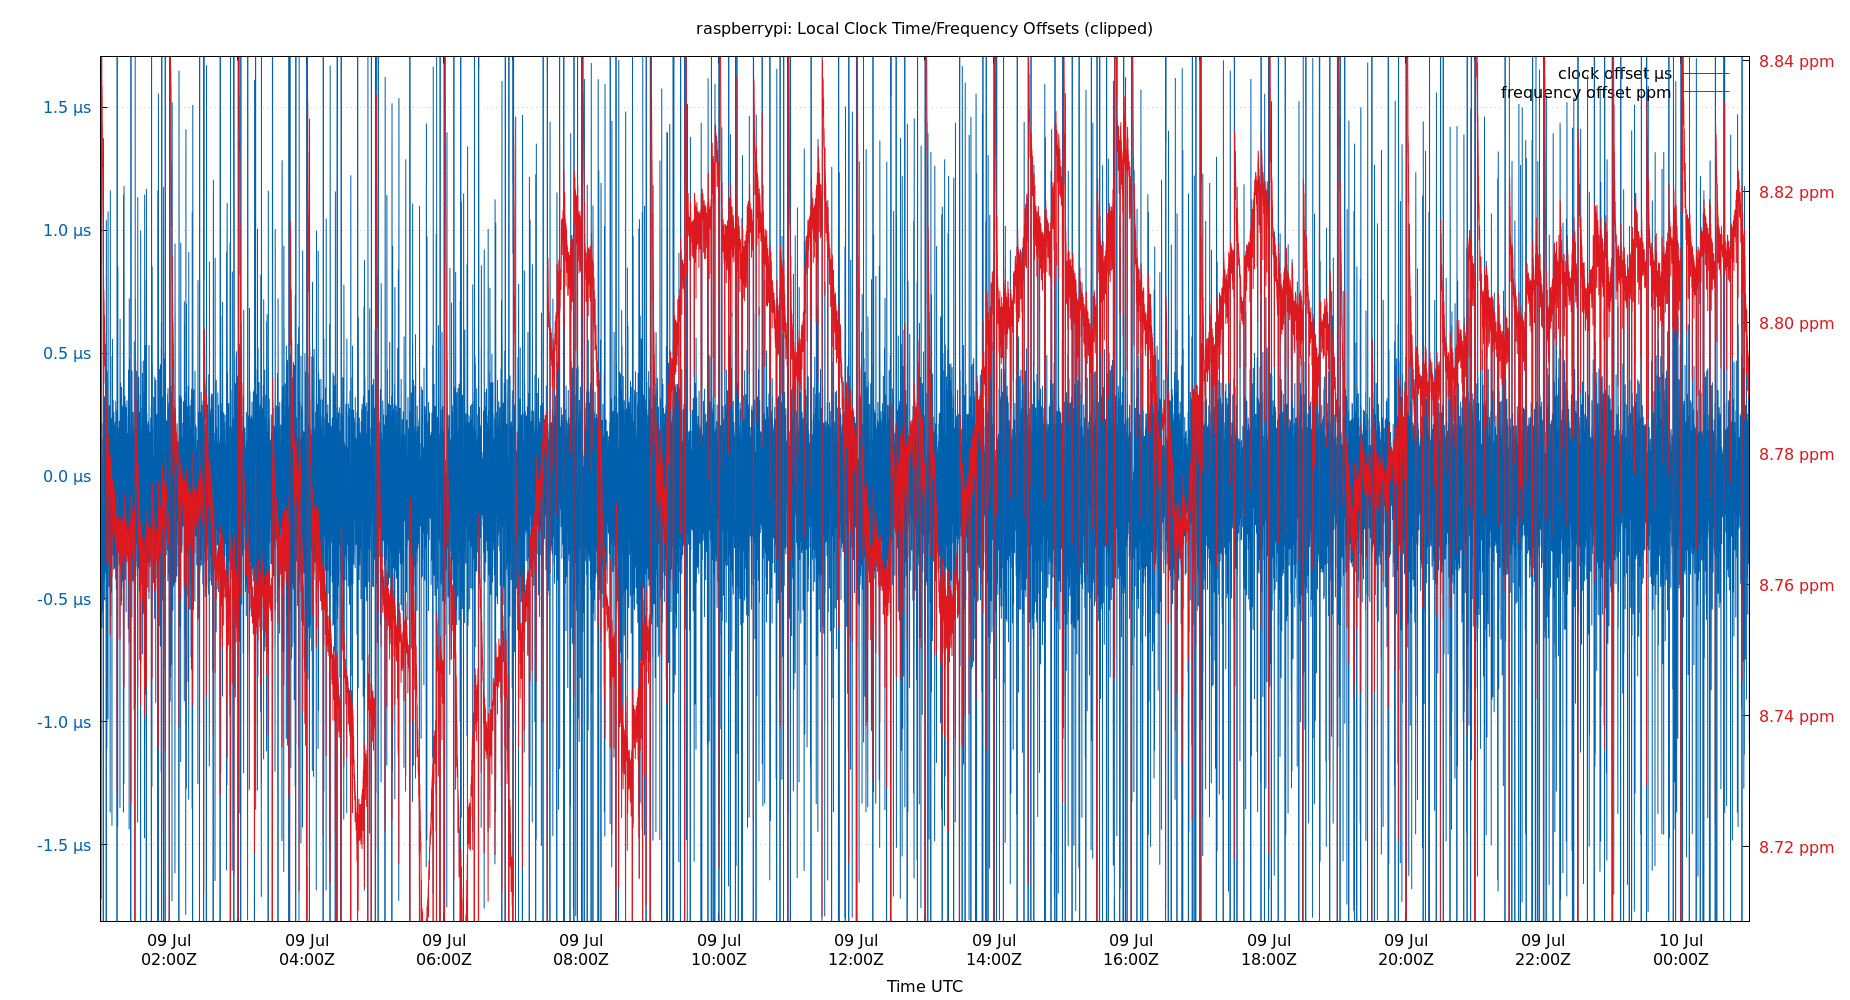 raspberrypi: Local Clock Time/Frequency Offsets (clipped)
clock offset µs
frequency offset ppm
1.5 µs
1.0 µs
0.5 µs
0.0 µs
-0.5 µs
-1.0 µs
-1.5 µs
8.84 ppm
8.82 ppm
8.80 ppm
8.78 ppm
8.76 ppm
8.74 ppm
8.72 ppm
09 Jul 09 Jul 09 Jul 09 Jul 09 Jul 09 Jul 09 Jul 09 Jul 09 Jul 09 Jul 09 Jul 10 Jul
02:00Z 04:00Z 06:00Z 08:00Z 10:00Z 12:00Z 14:00Z 16:00Z 18:00Z 20:00Z 22:00Z 00:00Z
Time UTC